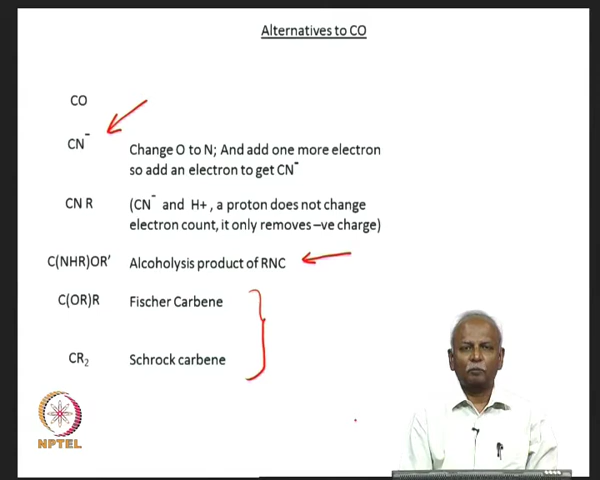 Alternatives to CO
CO
CN⁻
Change O to N; And add one more electron
so add an electron to get CN⁻
CN R
(CN⁻ and H+ , a proton does not change
electron count, it only removes –ve charge)
C(NHR)OR’
Alcoholysis product of RNC
C(OR)R
Fischer Carbene
CR₂
Schrock carbene
NPTEL